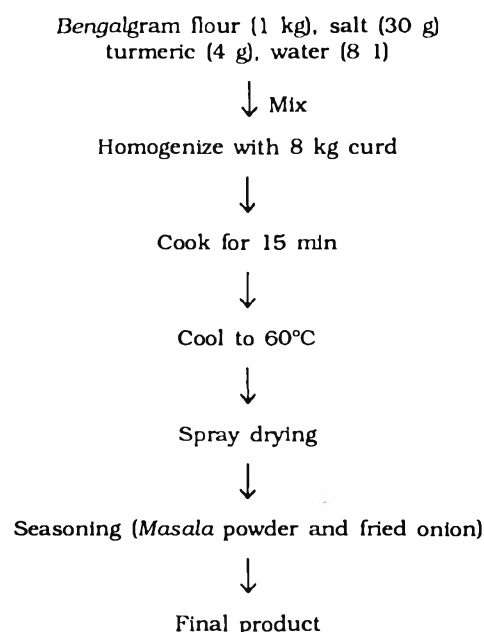 Bengalgram flour (1 kg), salt (30 g)
turmeric (4 g), water (8 l)
Mix
Homogenize with 8 kg curd
Cook for 15 min
Cool to 60°C
Spray drying
Seasoning (Masala powder and fried onion)
Final product